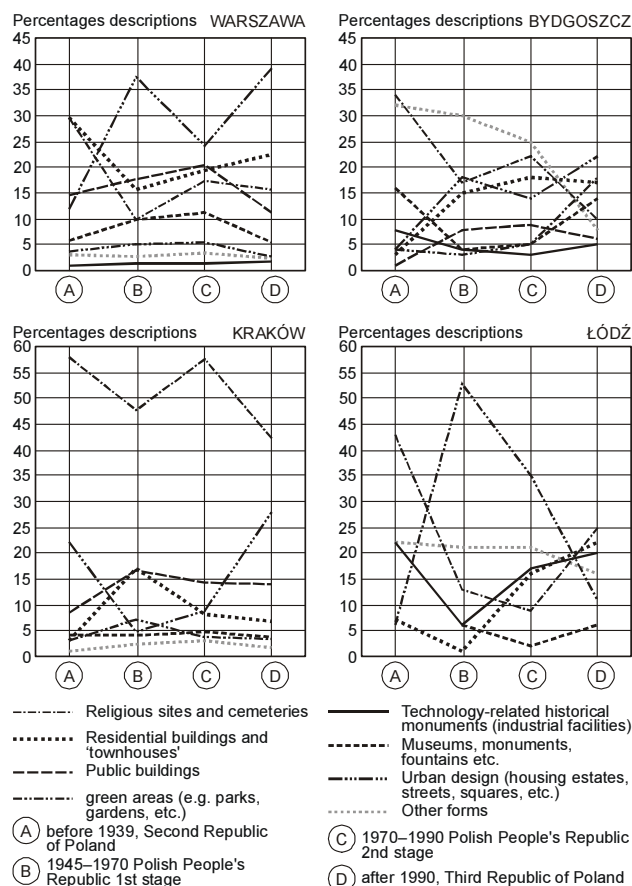 Percentages descriptions WARSZAWA
45
40
35
30
25
20
15
10
5
0
A B C D
Percentages descriptions BYDGOSZCZ
45
40
35
30
25
20
15
10
5
0
A B C D
Percentages descriptions KRAKÓW
60
55
50
45
40
35
30
25
20
15
10
5
0
A B C D
Percentages descriptions ŁÓDŹ
60
55
50
45
40
35
30
25
20
15
10
5
0
A B C D
Religious sites and cemeteries
Residential buildings and
'townhouses'
Public buildings
green areas (e.g. parks,
gardens, etc.)
A before 1939, Second Republic
of Poland
B 1945–1970 Polish People's
Republic 1st stage
Technology-related historical
monuments (industrial facilities)
Museums, monuments,
fountains etc.
Urban design (housing estates,
streets, squares, etc.)
Other forms
C 1970–1990 Polish People's Republic
2nd stage
D after 1990, Third Republic of Poland